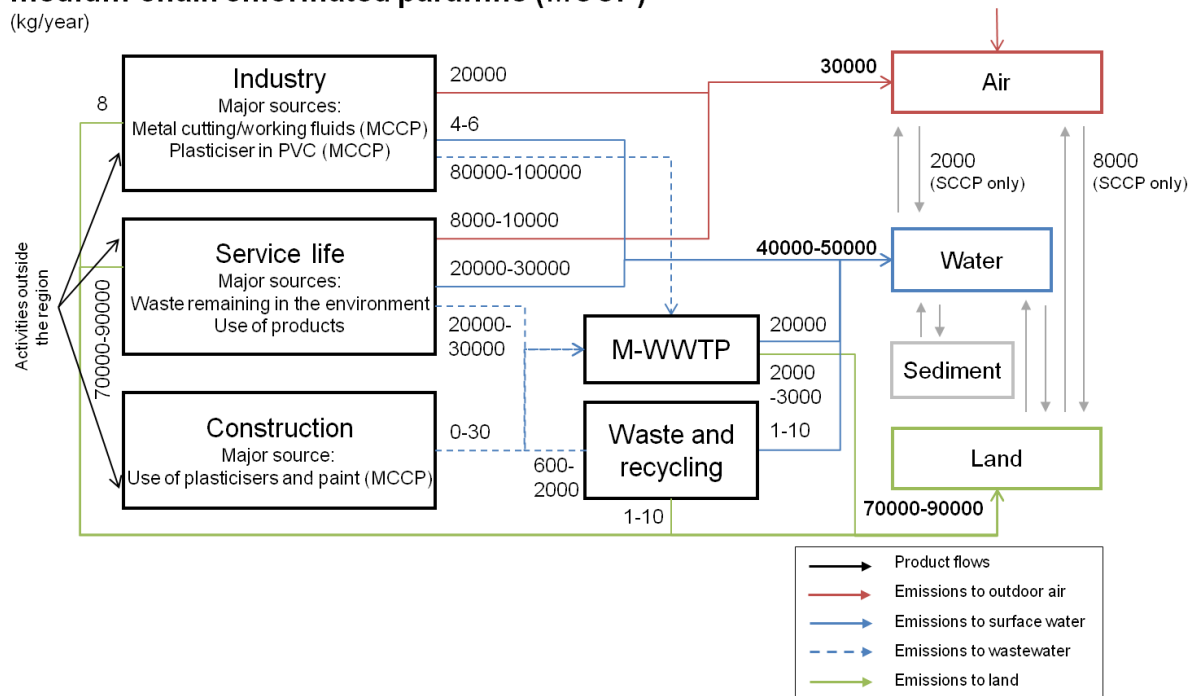 medium chain chlorinated paraffins (MCCP)
(kg/year)
Industry
Major sources:
Metal cutting/working fluids (MCCP)
Plasticiser in PVC (MCCP)
8
20000
4-6
80000-100000
30000
Air
2000
(SCCP only)
8000
(SCCP only)
Service life
Major sources:
Waste remaining in the environment
Use of products
8000-10000
20000-30000
20000-
30000
40000-50000
Water
Activities outside
the region
70000-90000
M-WWTP
20000
2000
-3000
Sediment
Construction
Major source:
Use of plasticisers and paint (MCCP)
0-30
600-
2000
Waste and
recycling
1-10
1-10
Land
70000-90000
Product flows
Emissions to outdoor air
Emissions to surface water
Emissions to wastewater
Emissions to land